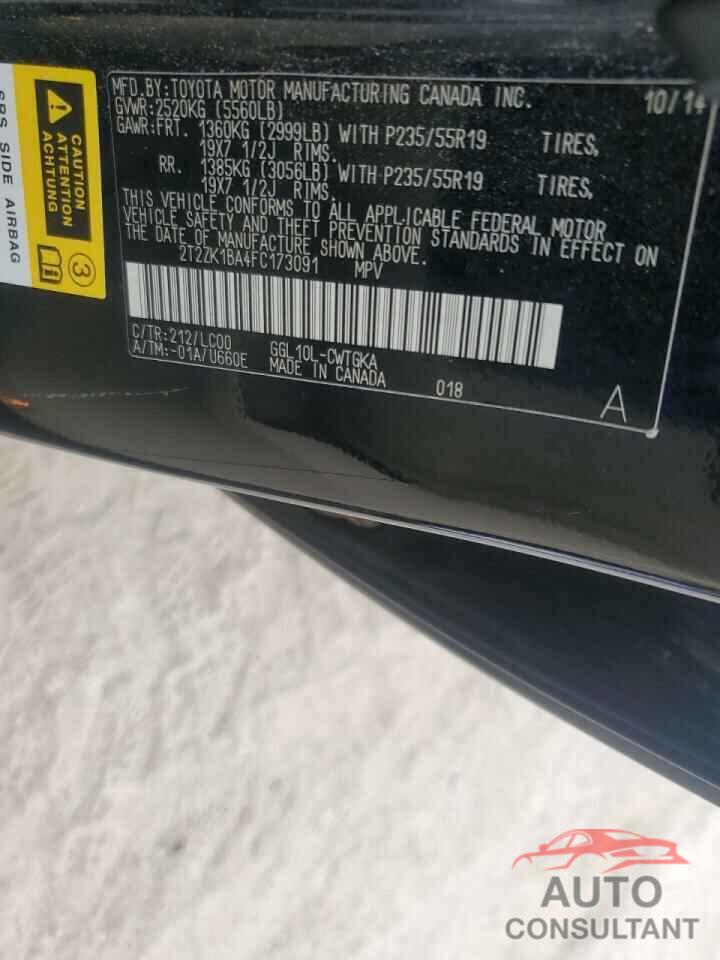 MFD.BY:TOYOTA MOTOR MANUFACTURING CANADA INC. 10/14
GVWR:2520KG (5560LB)
GAWR:FRT. 1360KG (2999LB) WITH P235/55R19 TIRES,
19X7 1/2J RIMS.
RR. 1385KG (3056LB) WITH P235/55R19 TIRES,
19X7 1/2J RIMS.
THIS VEHICLE CONFORMS TO ALL APPLICABLE FEDERAL MOTOR
VEHICLE SAFETY AND THEFT PREVENTION STANDARDS IN EFFECT ON
THE DATE OF MANUFACTURE SHOWN ABOVE.
2T2ZK1BA4FC173091 MPV
C/TR:212/LC00 GGL10L-CWTGKA
A/TM:-01A/U660E MADE IN CANADA 018 A
CAUTION
ATTENTION
PRECAUCION
3
SRS SIDE AIRBAG
AUTO
CONSULTANT